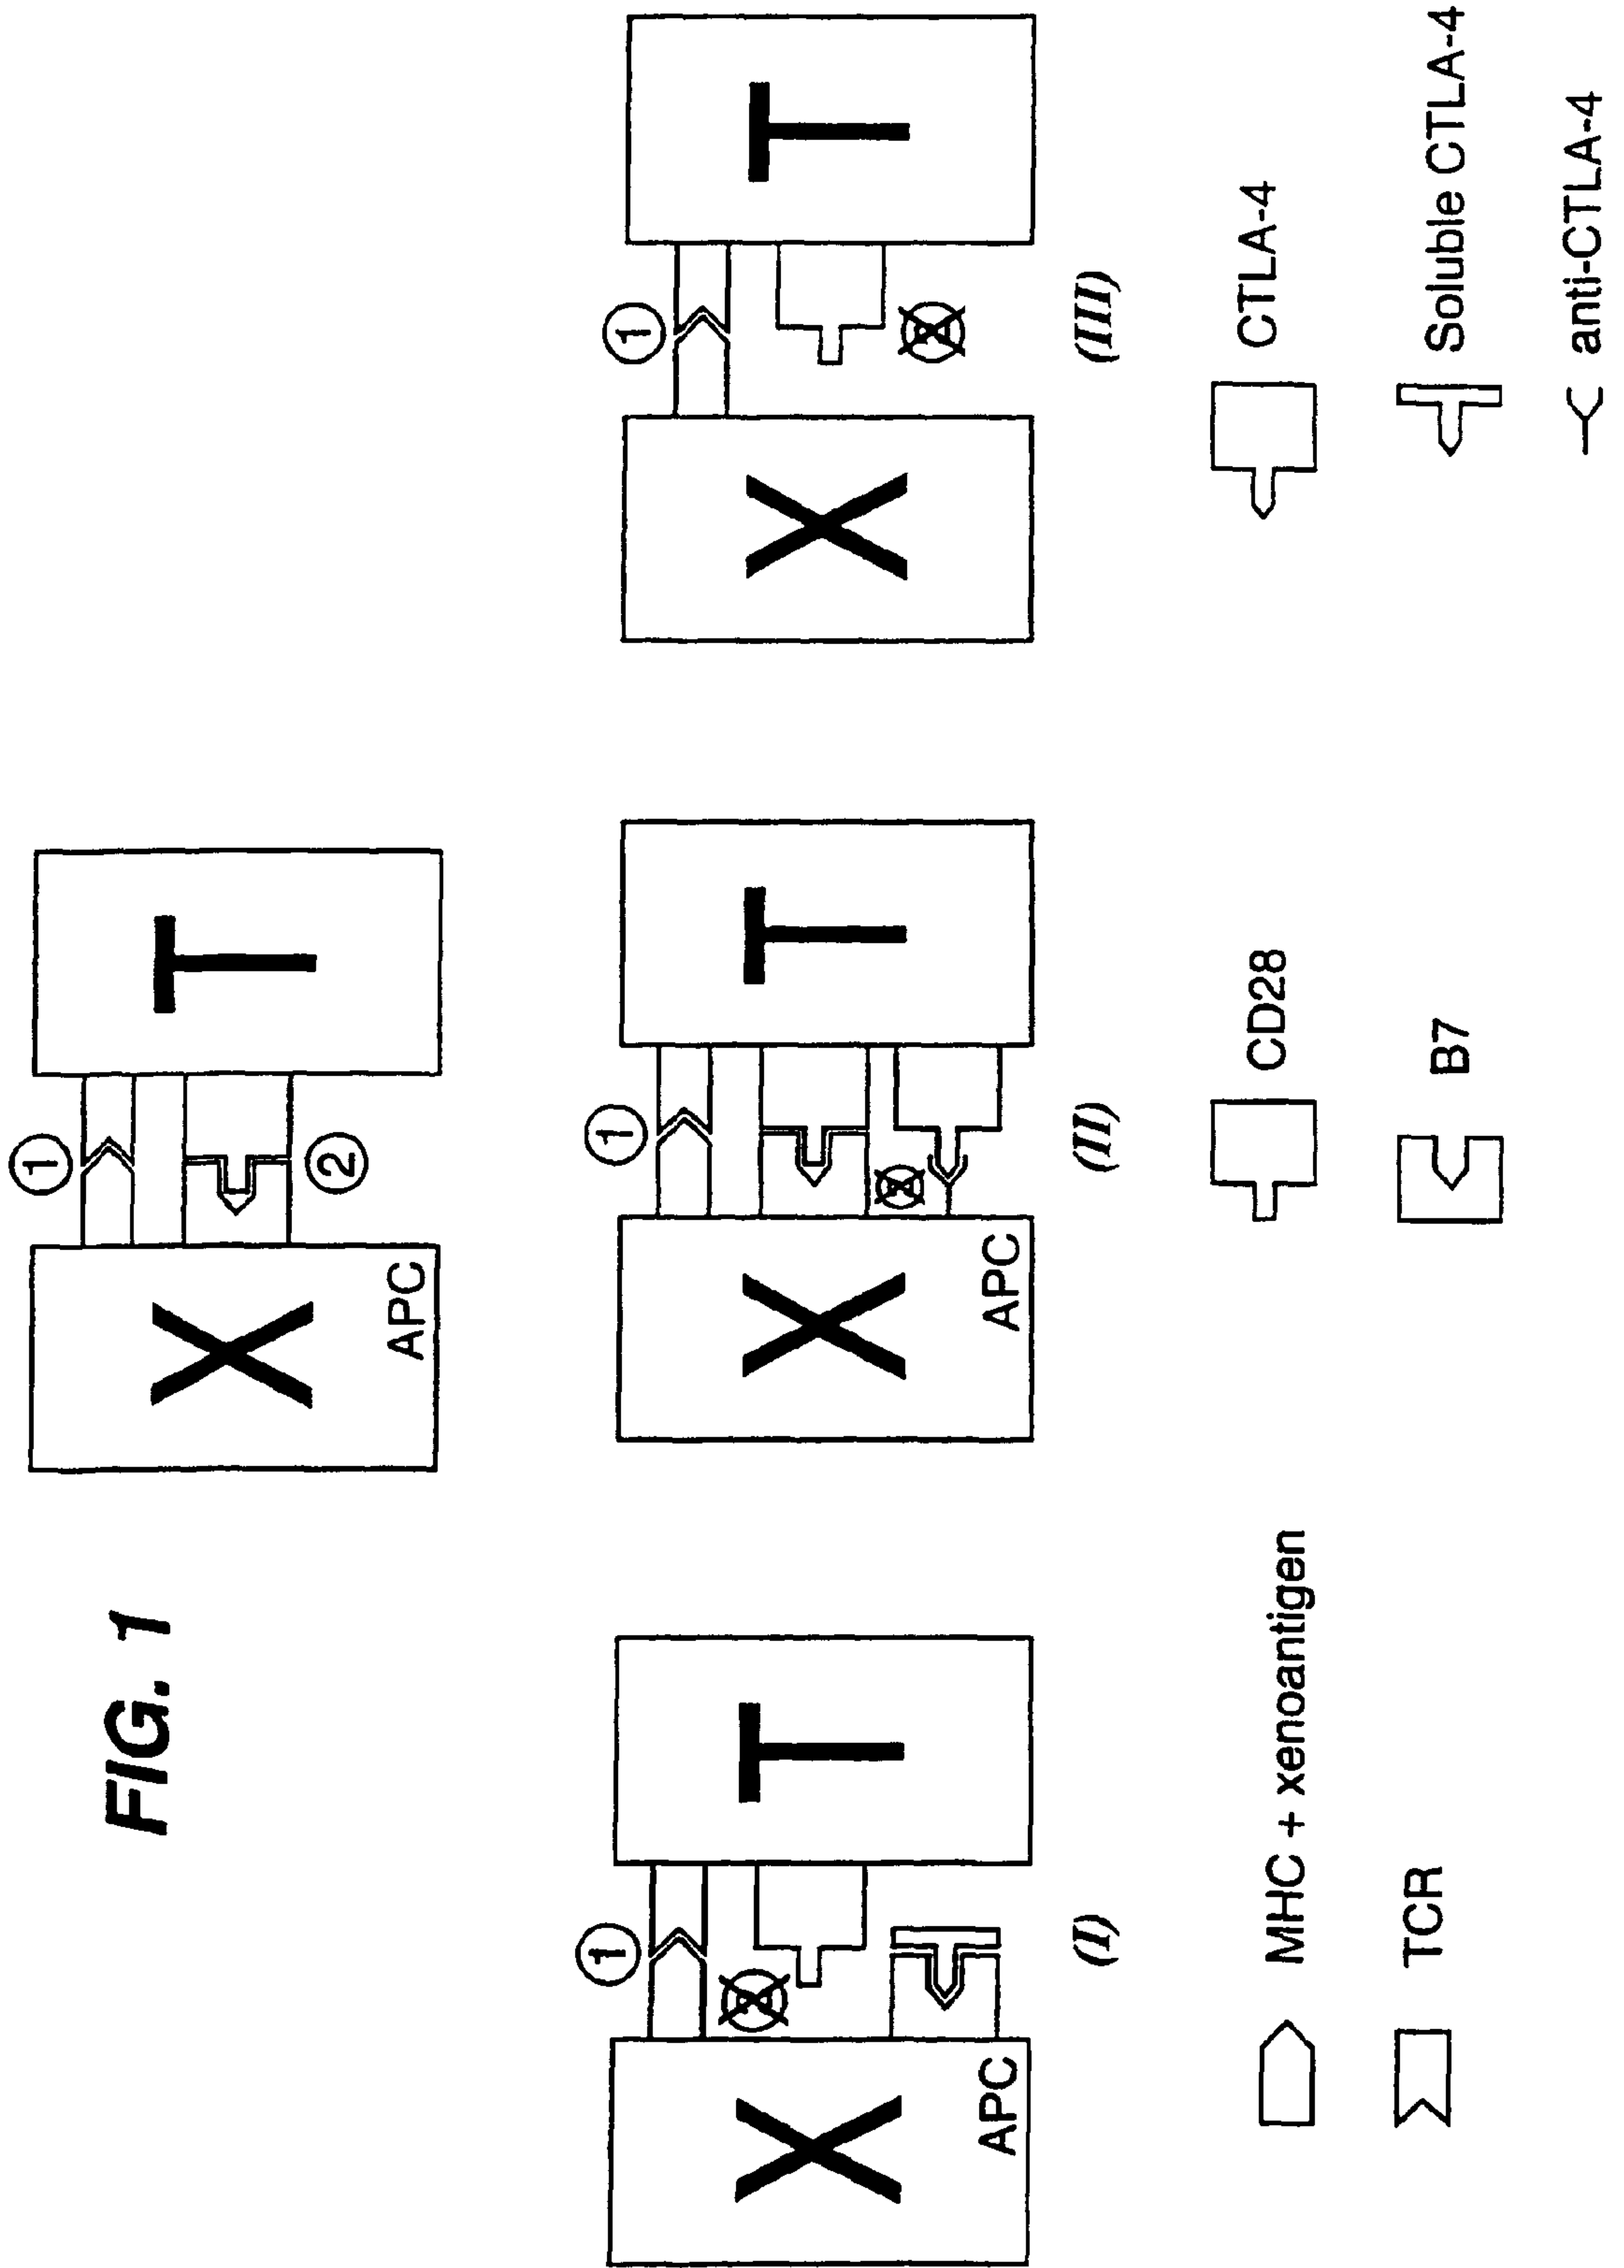 FIG. 1
1
X T
2
APC
1 1 1
X T X T X T
APC APC
(I) (II) (III)
MHC + xenoantigen CD28 CTLA-4
TCR B7 Soluble CTLA-4
anti-CTLA-4